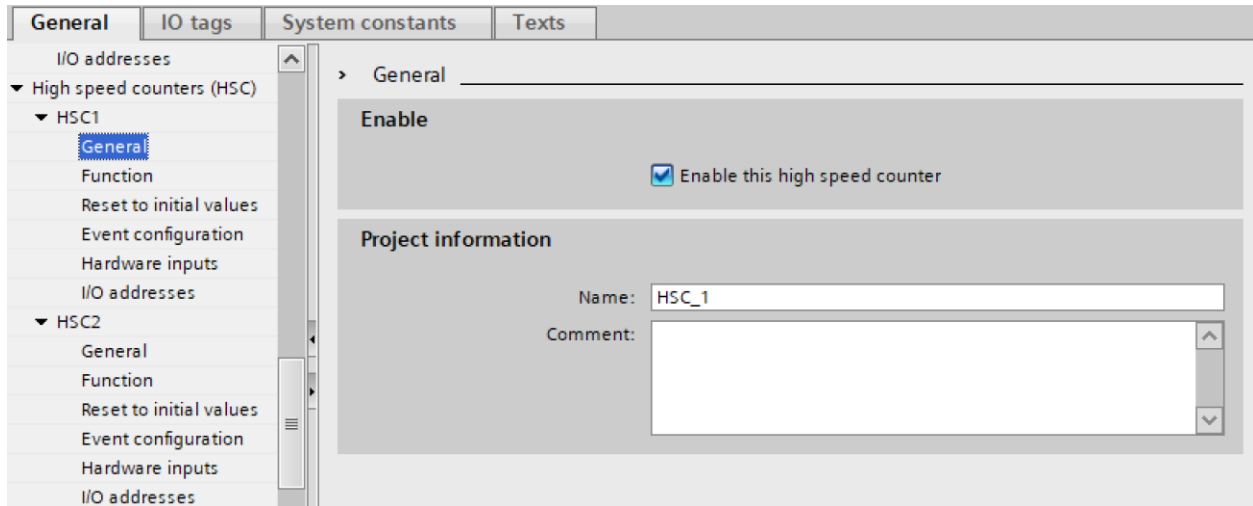 General IO tags System constants Texts
I/O addresses
High speed counters (HSC)
HSC1
General
Function
Reset to initial values
Event configuration
Hardware inputs
I/O addresses
HSC2
General
Function
Reset to initial values
Event configuration
Hardware inputs
I/O addresses
General
Enable
Enable this high speed counter
Project information
Name: HSC_1
Comment: